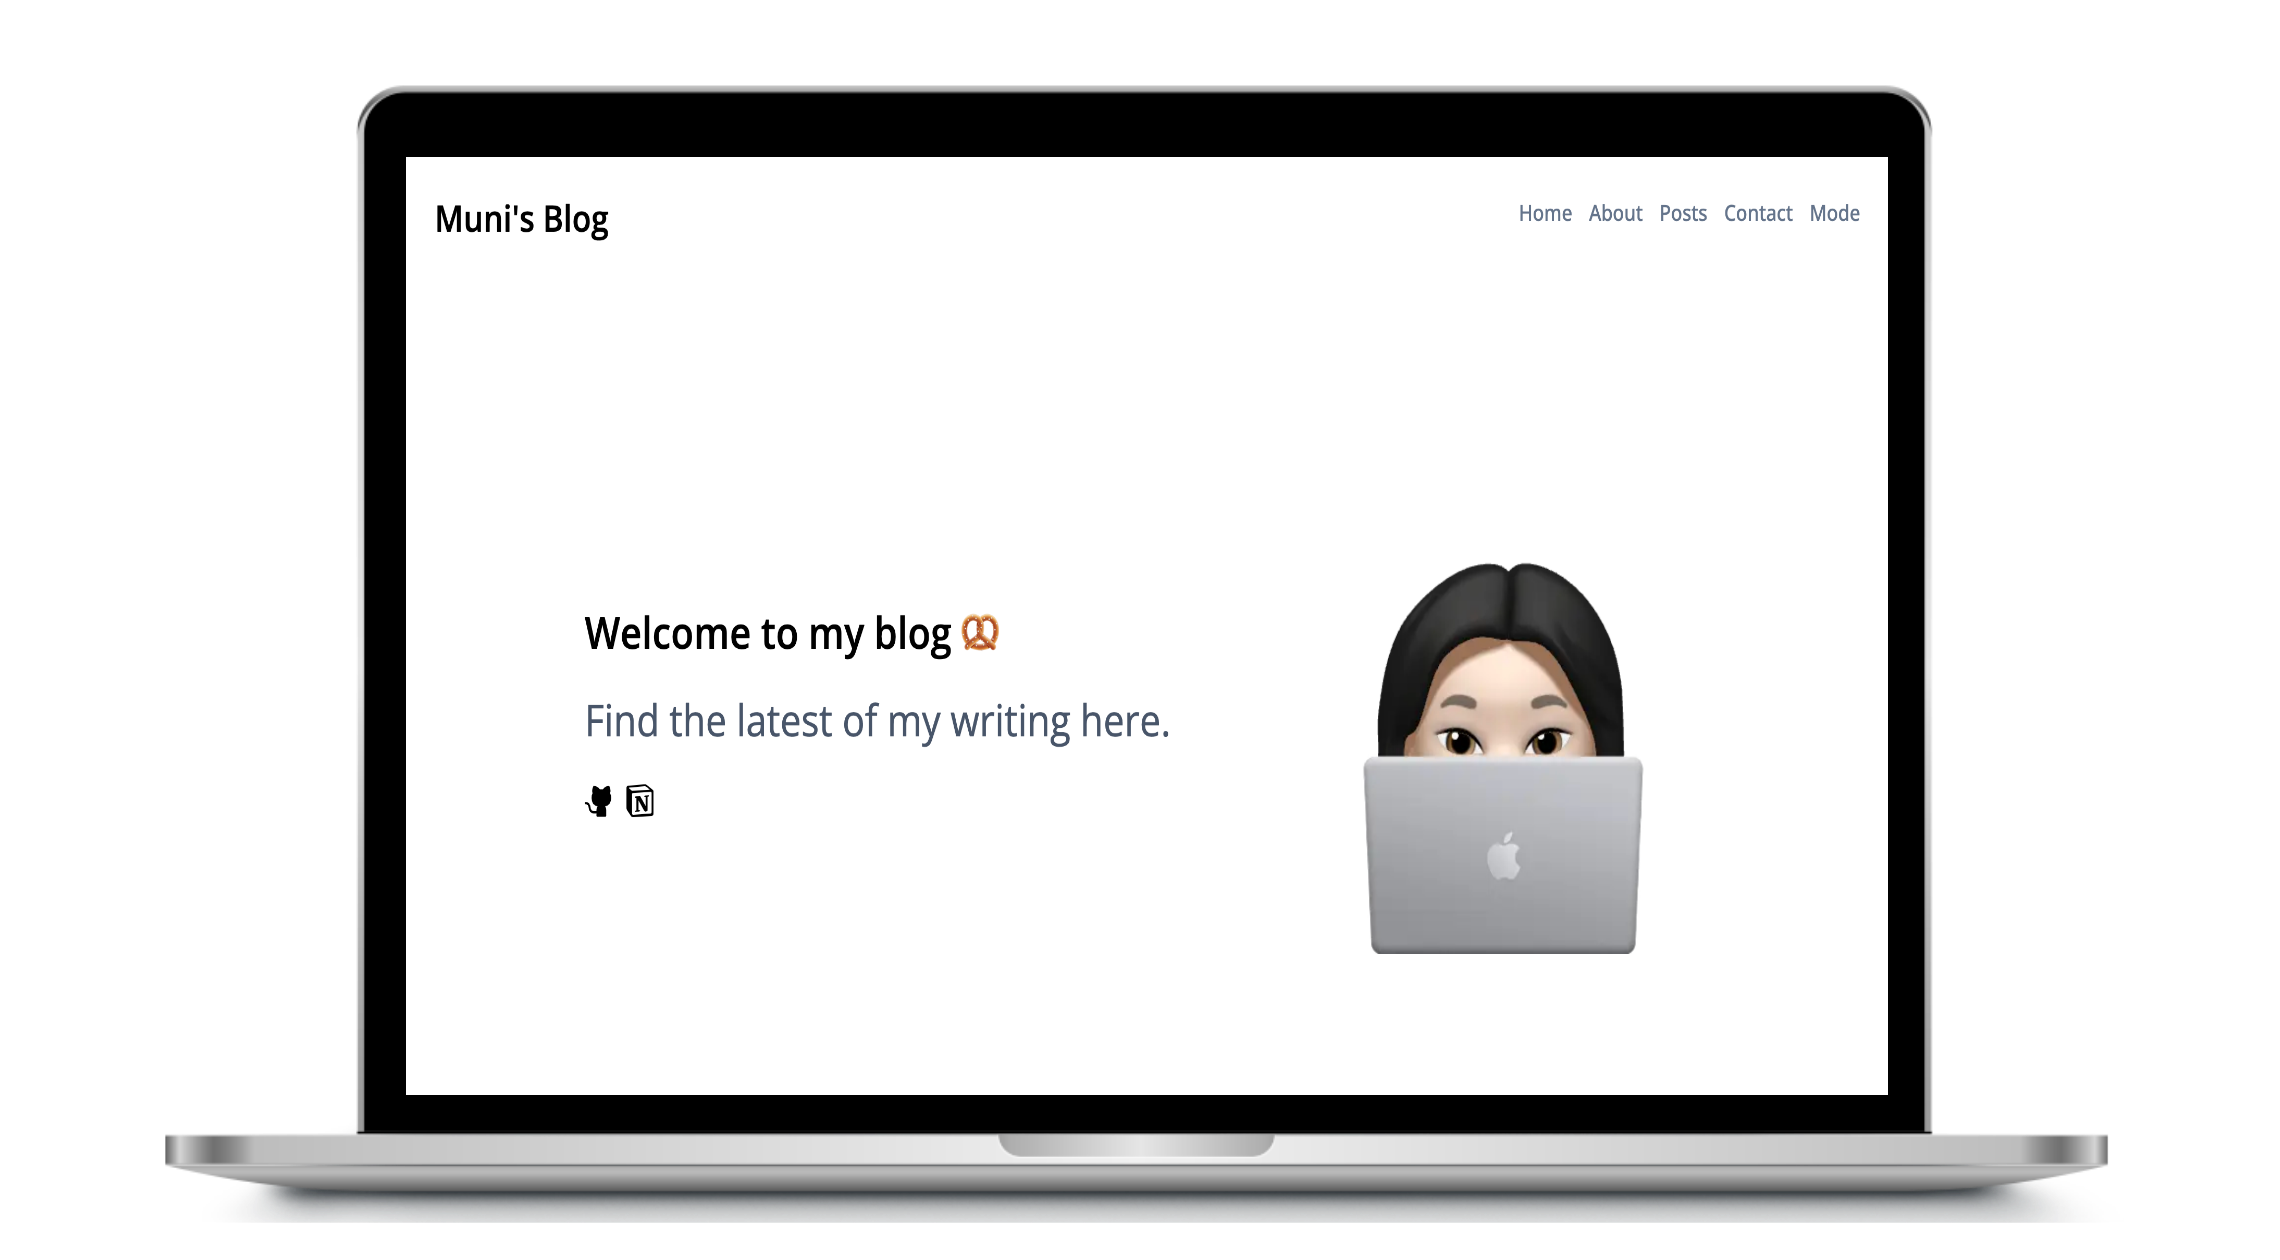 Muni's Blog
Home About Posts Contact Mode
Welcome to my blog 🥨
Find the latest of my writing here.
N